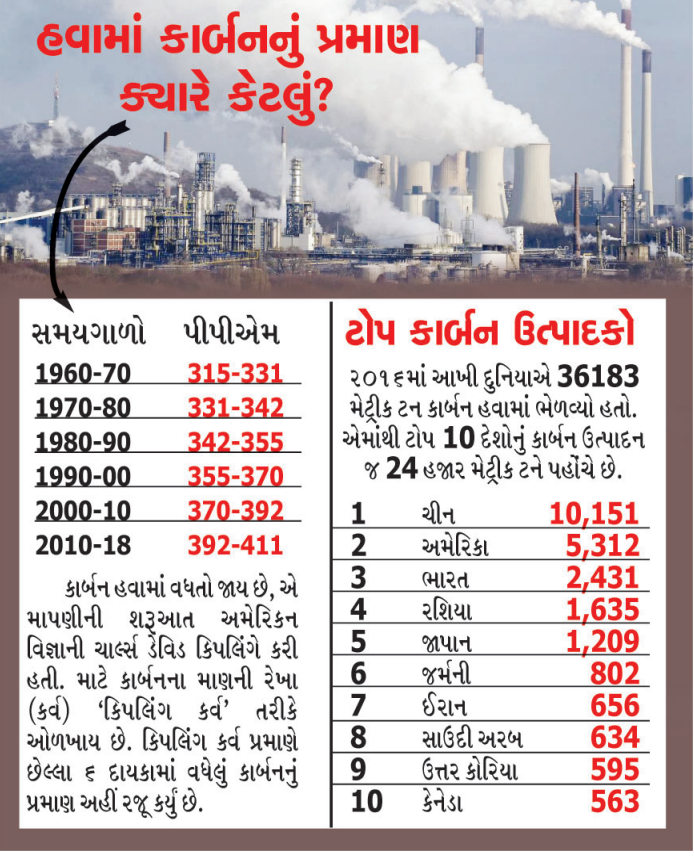 હવામાં કાર્બનનું પ્રમાણ
ક્યારે કેટલું?
સમયગાળો પીપીએમ
1960-70 315-331
1970-80 331-342
1980-90 342-355
1990-00 355-370
2000-10 370-392
2010-18 392-411
કાર્બન હવામાં વધતો જાય છે, એ
માપણીની શરૂઆત અમેરિકન
વિજ્ઞાની ચાર્લ્સ ડેવિડ કિપલિંગે કરી
હતી. માટે કાર્બનના માણની રેખા
(કર્વ) ‘કિપલિંગ કર્વ’ તરીકે
ઓળખાય છે. કિપલિંગ કર્વ પ્રમાણે
છેલ્લા ૬ દાયકામાં વધેલું કાર્બનનું
પ્રમાણ અહીં રજૂ કર્યું છે.
ટોપ કાર્બન ઉત્પાદકો
૨૦૧૬માં આખી દુનિયાએ 36183
મેટ્રીક ટન કાર્બન હવામાં ભેળવ્યો હતો.
એમાંથી ટોપ 10 દેશોનું કાર્બન ઉત્પાદન
જ 24 હજાર મેટ્રીક ટને પહોંચે છે.
1 ચીન 10,151
2 અમેરિકા 5,312
3 ભારત 2,431
4 રશિયા 1,635
5 જાપાન 1,209
6 જર્મની 802
7 ઈરાન 656
8 સાઉદી અરબ 634
9 ઉત્તર કોરિયા 595
10 કેનેડા 563